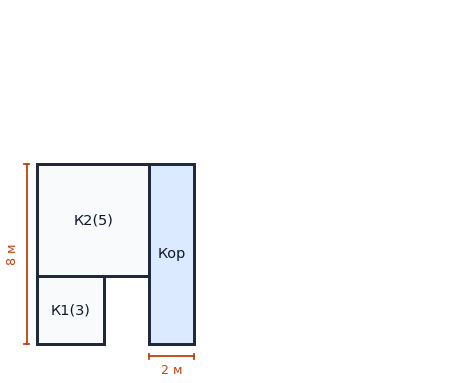 К2(5)
8 м
Кор
К1(3)
2 м